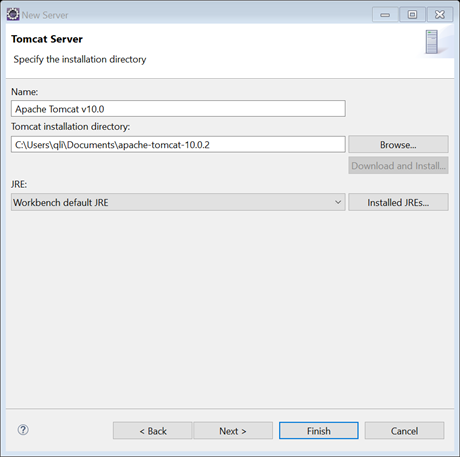 New Server
Tomcat Server
Specify the installation directory
Name:
Apache Tomcat v10.0
Tomcat installation directory:
C:\Users\qli\Documents\apache-tomcat-10.0.2
Browse...
Download and Install...
JRE:
Workbench default JRE
Installed JREs...
?
< Back
Next >
Finish
Cancel